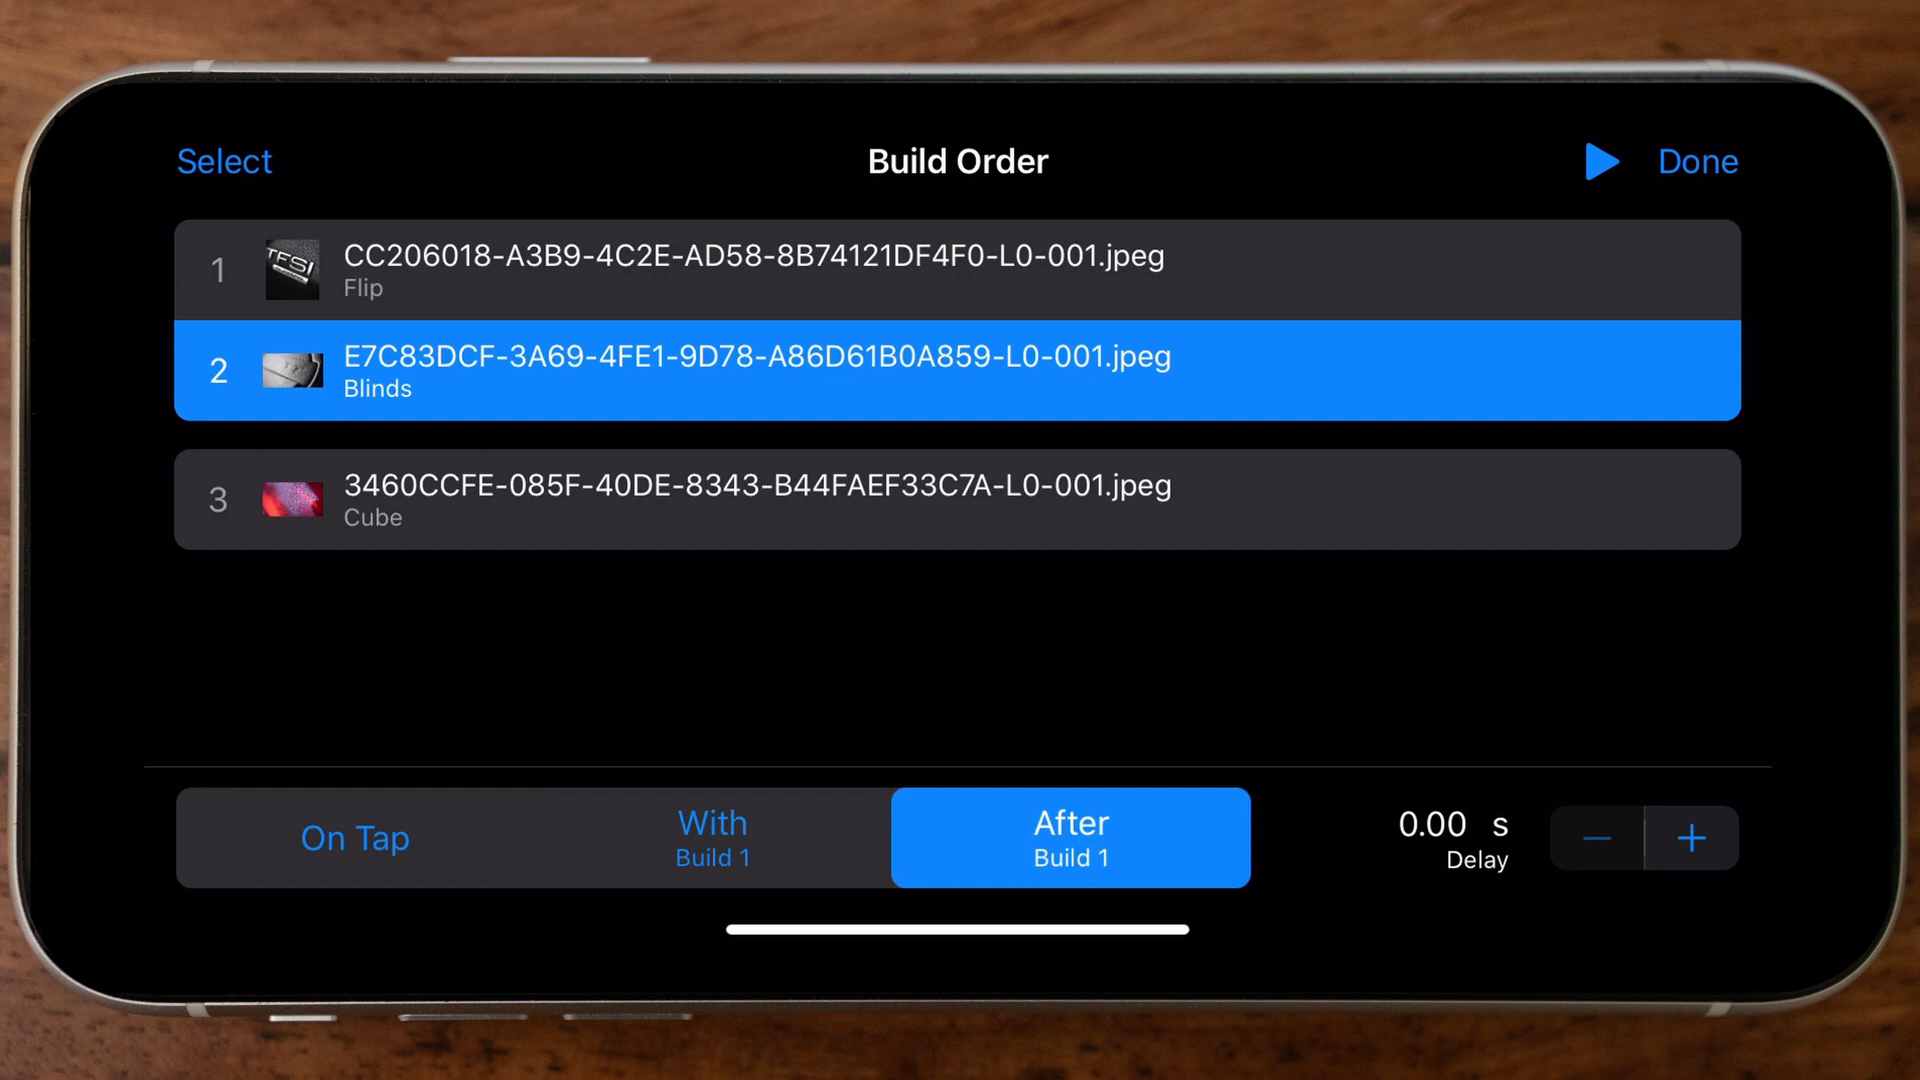 Select
Build Order
Done
1
TFSI
CC206018-A3B9-4C2E-AD58-8B74121DF4F0-L0-001.jpeg
Flip
2
E7C83DCF-3A69-4FE1-9D78-A86D61B0A859-L0-001.jpeg
Blinds
3
3460CCFE-085F-40DE-8343-B44FAEF33C7A-L0-001.jpeg
Cube
On Tap
With
Build 1
After
Build 1
0.00 s
Delay